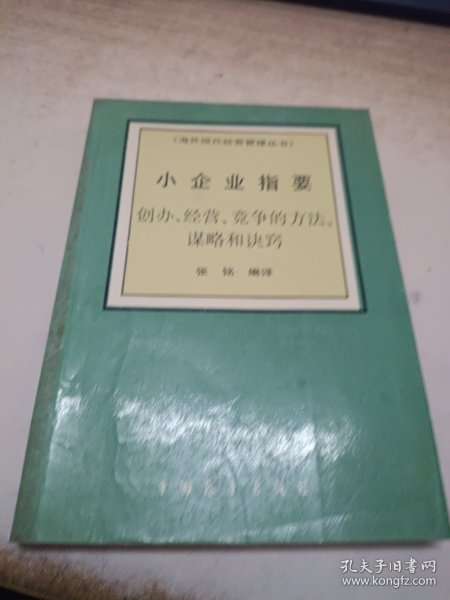 《海外现代经营管理丛书》
小企业指要
创办、经营、竞争的方法、
谋略和诀窍
张铭 编译
孔夫子旧书网
www.kongfz.com